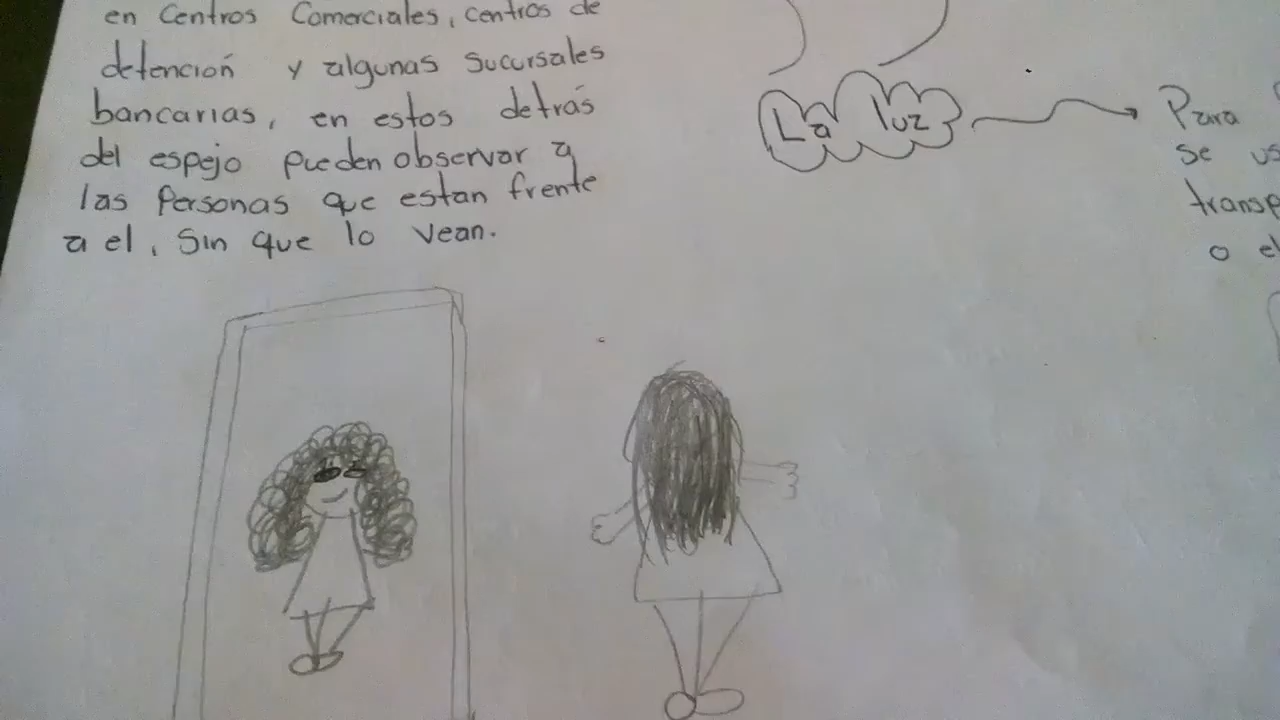 en Centros Comerciales, centros de
detención y algunas sucursales
bancarias, en estos detrás
del espejo pueden observar a
las personas que estan frente
a el, sin que lo vean.
La luz
Para
se